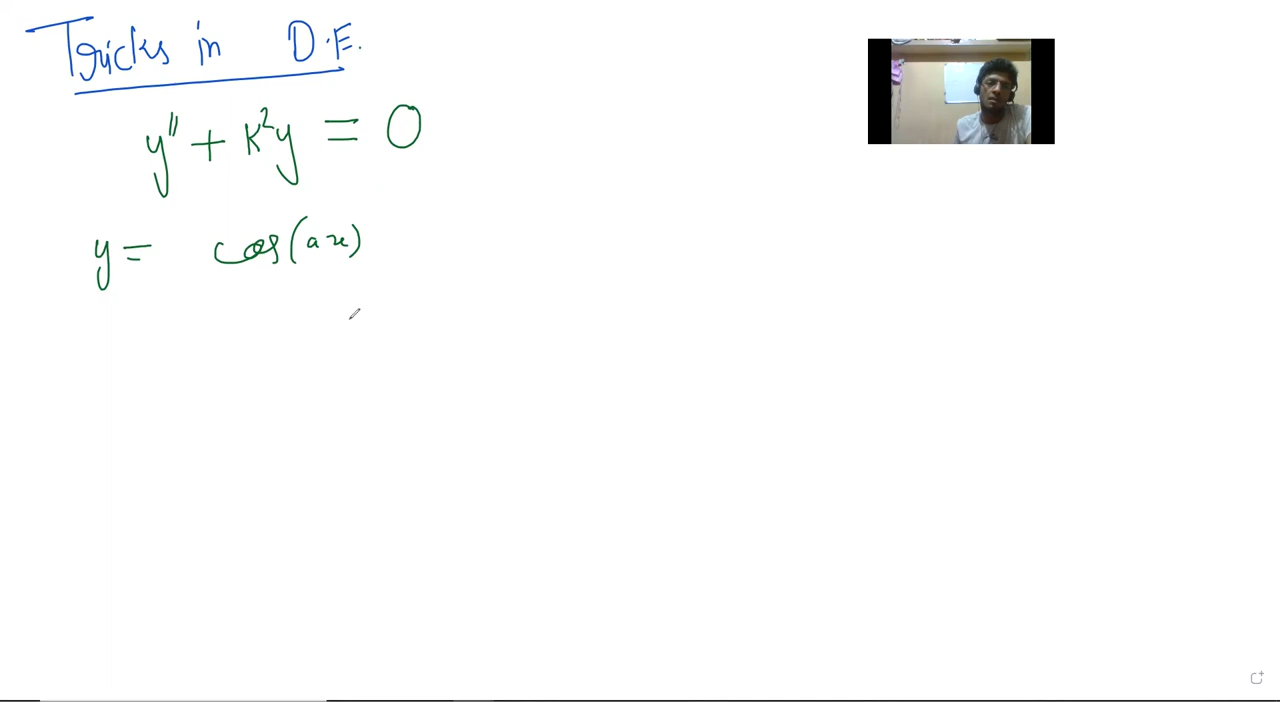 Tricks in D.E.
y'' + k²y = 0
y = cos(ax)